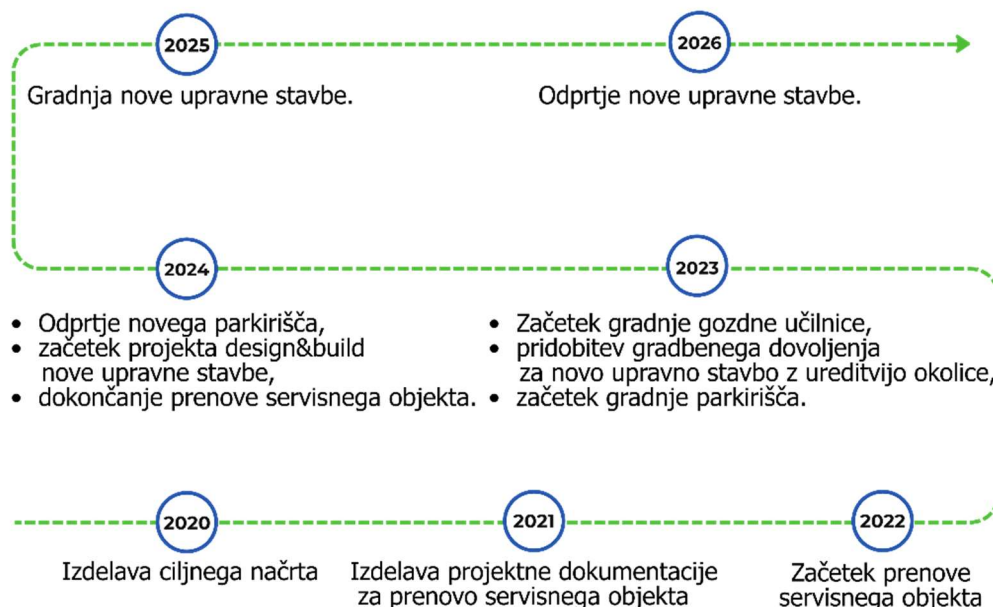 2025
Gradnja nove upravne stavbe.
2026
Odprtje nove upravne stavbe.
2024
• Odprtje novega parkirišča,
• začetek projekta design&build
nove upravne stavbe,
• dokončanje prenove servisnega objekta.
2023
• Začetek gradnje gozdne učilnice,
• pridobitev gradbenega dovoljenja
za novo upravno stavbo z ureditvijo okolice,
• začetek gradnje parkirišča.
2020
Izdelava ciljnega načrta
2021
Izdelava projektne dokumentacije
za prenovo servisnega objekta
2022
Začetek prenove
servisnega objekta